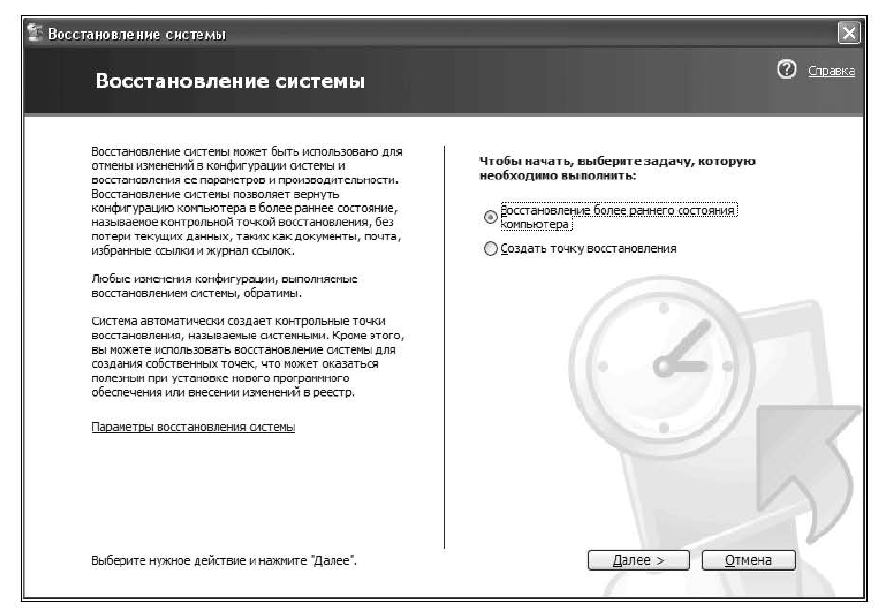 Восстановление системы
Восстановление системы
Справка
Восстановление системы может быть использовано для
отмены изменений в конфигурации системы и
восстановления ее параметров и производительности.
Восстановление системы позволяет вернуть
конфигурацию компьютера в более раннее состояние,
называемое контрольной точкой восстановления, без
потери текущих данных, таких как документы, почта,
избранные ссылки и журнал ссылок.
Любые изменения конфигурации, выполняемые
восстановлением системы, обратимы.
Система автоматически создает контрольные точки
восстановления, называемые системными. Кроме этого,
вы можете использовать восстановление системы для
создания собственных точек, что может оказаться
полезным при установке нового программного
обеспечения или внесении изменений в реестр.
Параметры восстановления системы
Выберите нужное действие и нажмите "Далее".
Чтобы начать, выберите задачу, которую
необходимо выполнить:
Восстановление более раннего состояния
компьютера
Создать точку восстановления
Далее >
Отмена